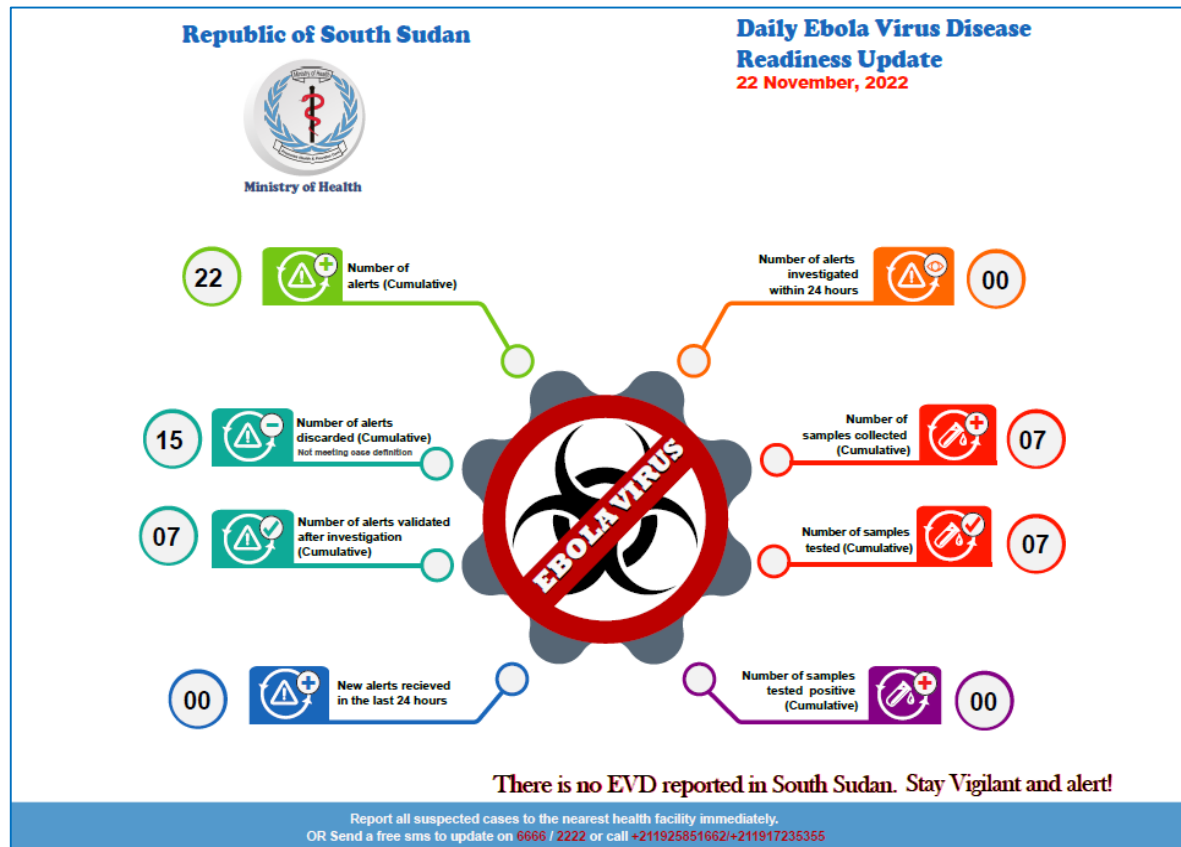 Republic of South Sudan
Ministry of Health
Ministry of Health
Daily Ebola Virus Disease
Readiness Update
22 November, 2022
22
Number of
alerts (Cumulative)
Number of alerts
investigated
within 24 hours
00
15
Number of alerts
discarded (Cumulative)
Not meeting case definition
Number of
samples collected
(Cumulative)
07
07
Number of alerts validated
after investigation
(Cumulative)
Number of samples
tested (Cumulative)
07
EBOLA VIRUS
00
New alerts recieved
in the last 24 hours
Number of samples
tested positive
(Cumulative)
00
There is no EVD reported in South Sudan. Stay Vigilant and alert!
Report all suspected cases to the nearest health facility immediately.
OR Send a free sms to update on 6666 / 2222 or call +211925851662/+211917235355